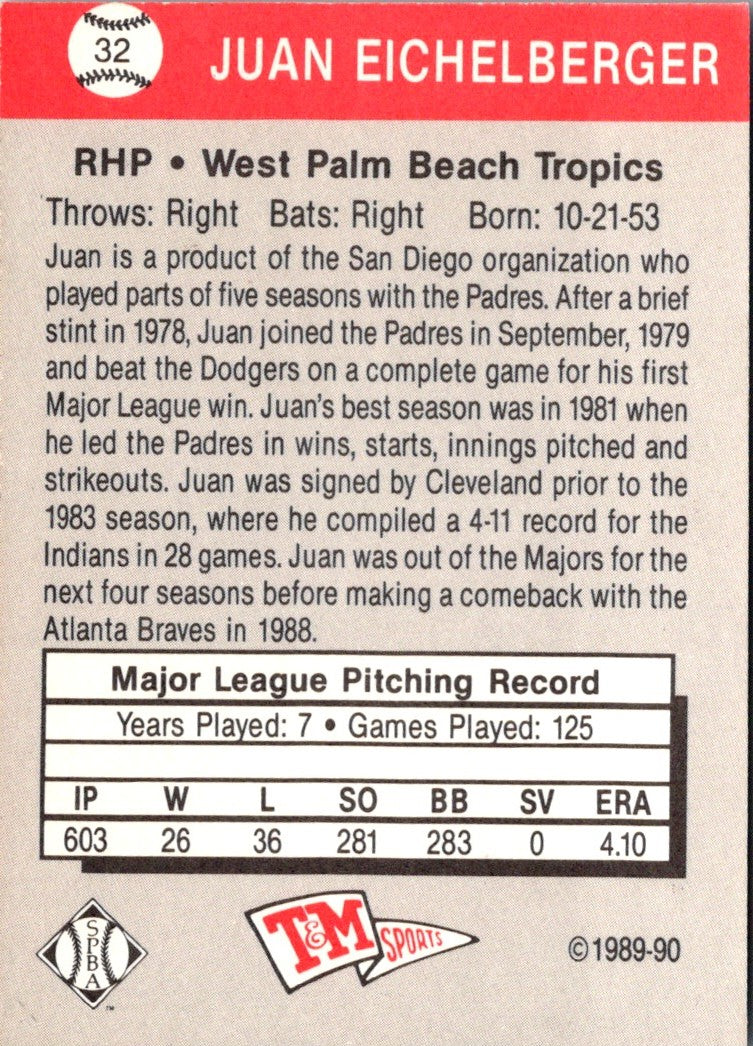 32
JUAN EICHELBERGER
RHP • West Palm Beach Tropics
Throws: Right Bats: Right Born: 10-21-53
Juan is a product of the San Diego organization who
played parts of five seasons with the Padres. After a brief
stint in 1978, Juan joined the Padres in September, 1979
and beat the Dodgers on a complete game for his first
Major League win. Juan's best season was in 1981 when
he led the Padres in wins, starts, innings pitched and
strikeouts. Juan was signed by Cleveland prior to the
1983 season, where he compiled a 4-11 record for the
Indians in 28 games. Juan was out of the Majors for the
next four seasons before making a comeback with the
Atlanta Braves in 1988.
Major League Pitching Record
Years Played: 7 • Games Played: 125
IP W L SO BB SV ERA
603 26 36 281 283 0 4.10
SPBA
™
T&M SPORTS
©1989-90